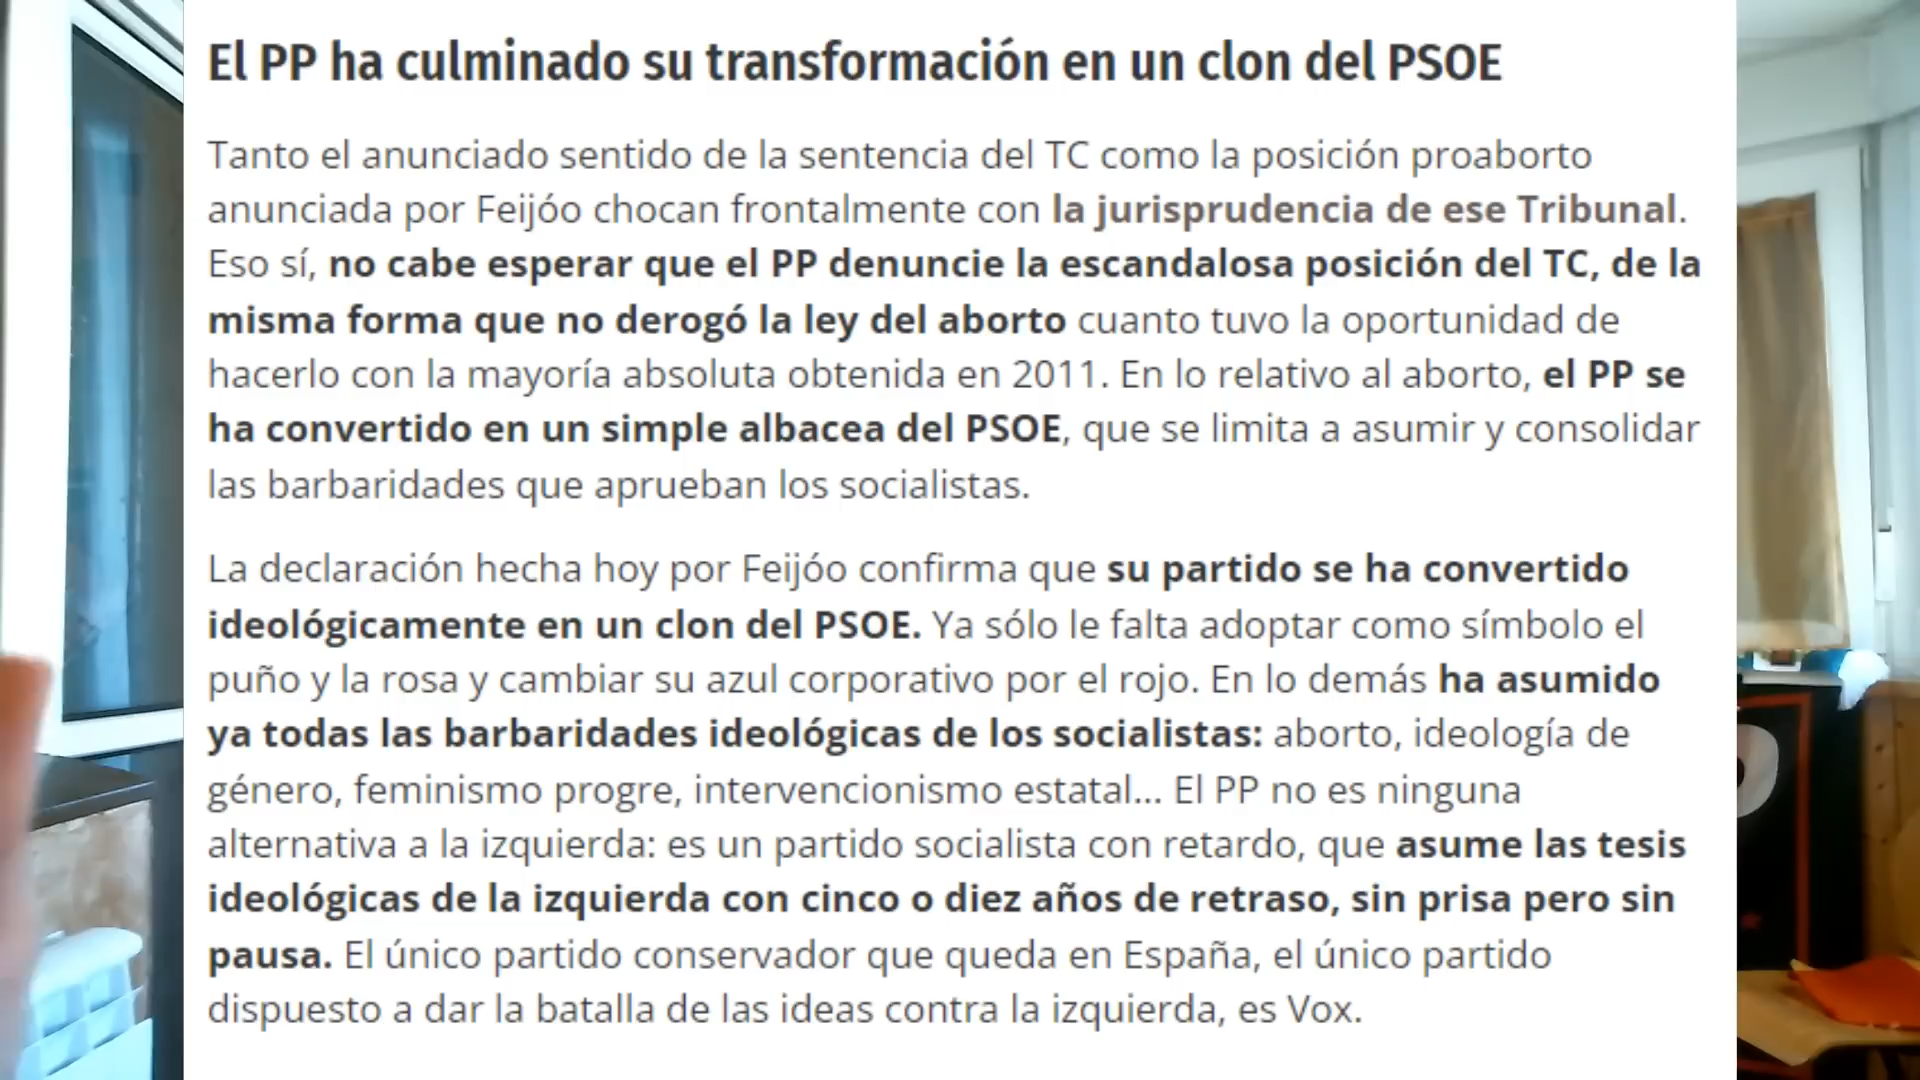 El PP ha culminado su transformación en un clon del PSOE
Tanto el anunciado sentido de la sentencia del TC como la posición proaborto
anunciada por Feijóo chocan frontalmente con la jurisprudencia de ese Tribunal.
Eso sí, no cabe esperar que el PP denuncie la escandalosa posición del TC, de la
misma forma que no derogó la ley del aborto cuanto tuvo la oportunidad de
hacerlo con la mayoría absoluta obtenida en 2011. En lo relativo al aborto, el PP se
ha convertido en un simple albacea del PSOE, que se limita a asumir y consolidar
las barbaridades que aprueban los socialistas.
La declaración hecha hoy por Feijóo confirma que su partido se ha convertido
ideológicamente en un clon del PSOE. Ya sólo le falta adoptar como símbolo el
puño y la rosa y cambiar su azul corporativo por el rojo. En lo demás ha asumido
ya todas las barbaridades ideológicas de los socialistas: aborto, ideología de
género, feminismo progre, intervencionismo estatal... El PP no es ninguna
alternativa a la izquierda: es un partido socialista con retardo, que asume las tesis
ideológicas de la izquierda con cinco o diez años de retraso, sin prisa pero sin
pausa. El único partido conservador que queda en España, el único partido
dispuesto a dar la batalla de las ideas contra la izquierda, es Vox.